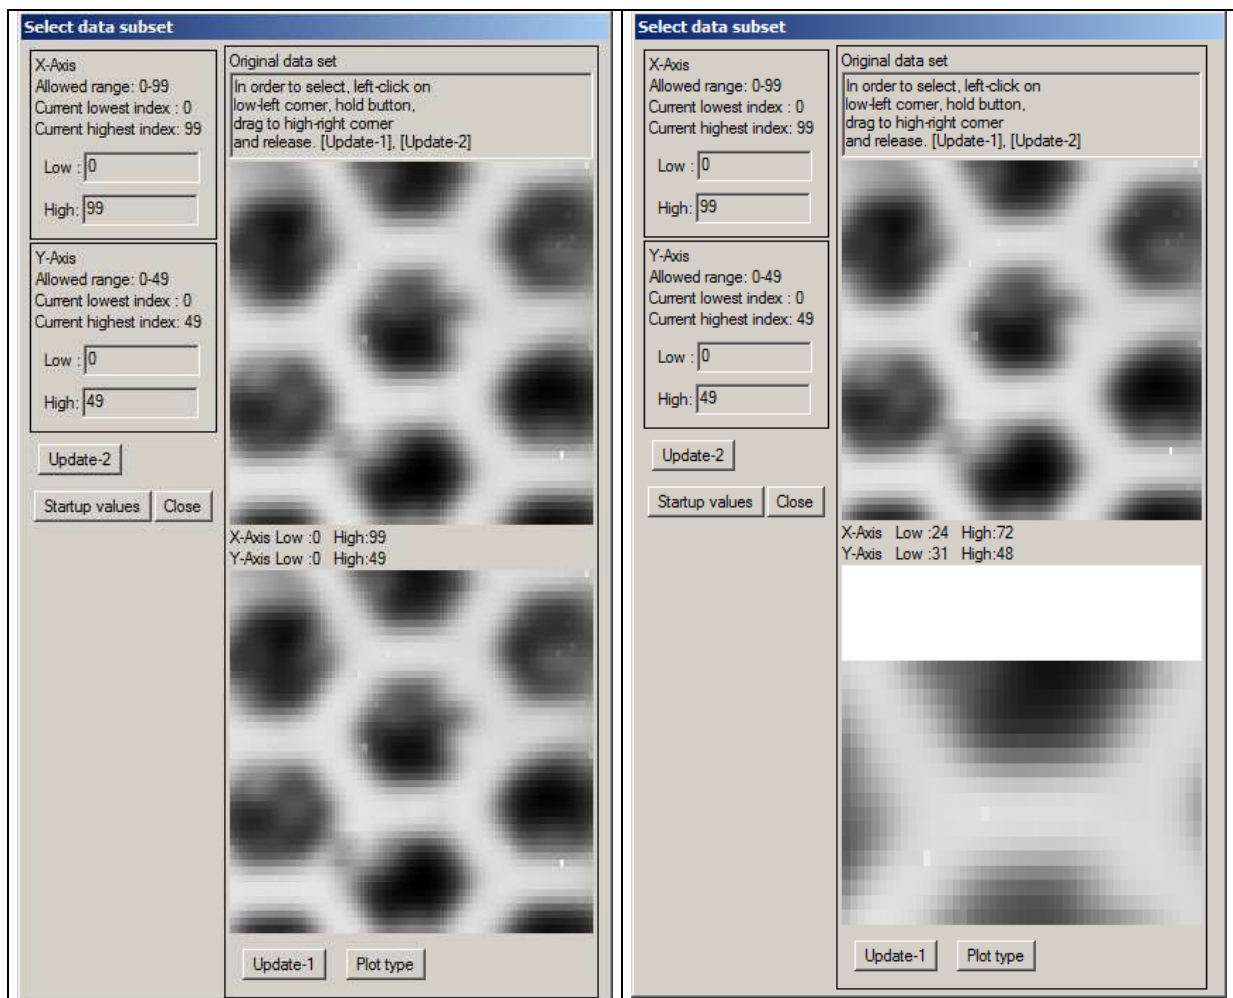 Select data subset
X-Axis
Allowed range: 0-99
Current lowest index : 0
Current highest index: 99
Low : 0
High: 99
Y-Axis
Allowed range: 0-49
Current lowest index : 0
Current highest index: 49
Low : 0
High: 49
Update-2
Startup values Close
Original data set
In order to select, left-click on
low-left corner, hold button,
drag to high-right corner
and release. [Update-1], [Update-2]
X-Axis Low :0 High:99
Y-Axis Low :0 High:49
Update-1 Plot type
Select data subset
X-Axis
Allowed range: 0-99
Current lowest index : 0
Current highest index: 99
Low : 0
High: 99
Y-Axis
Allowed range: 0-49
Current lowest index : 0
Current highest index: 49
Low : 0
High: 49
Update-2
Startup values Close
Original data set
In order to select, left-click on
low-left corner, hold button,
drag to high-right corner
and release. [Update-1], [Update-2]
X-Axis Low :24 High:72
Y-Axis Low :31 High:48
Update-1 Plot type